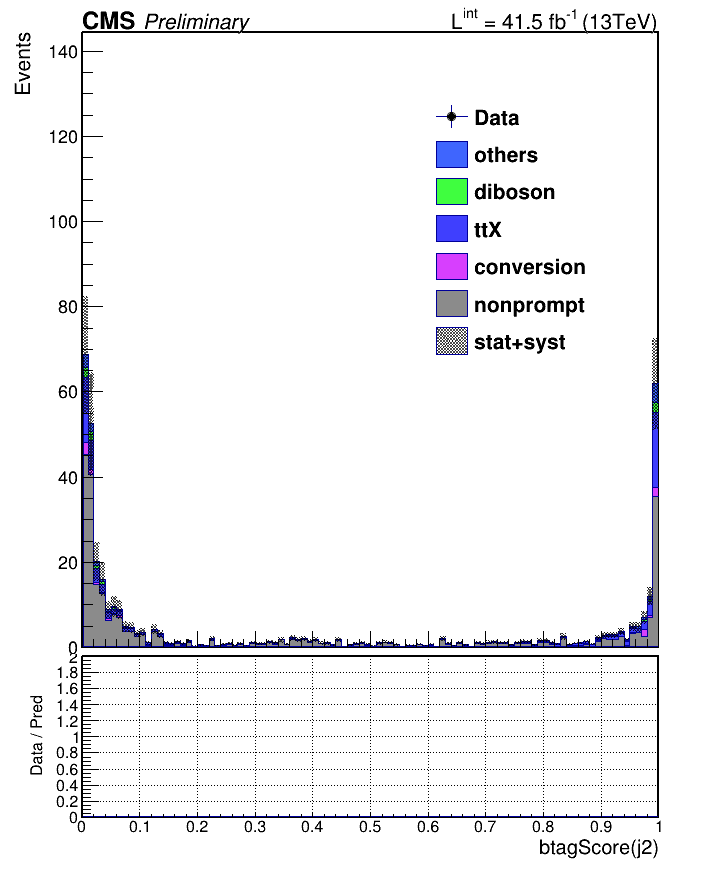 CMS Preliminary
L^int = 41.5 fb^-1 (13TeV)
Events
140
120
100
80
60
40
20
0
Data
others
diboson
ttX
conversion
nonprompt
stat+syst
Data / Pred
2
1.8
1.6
1.4
1.2
1
0.8
0.6
0.4
0.2
0
0 0.1 0.2 0.3 0.4 0.5 0.6 0.7 0.8 0.9 1
btagScore(j2)